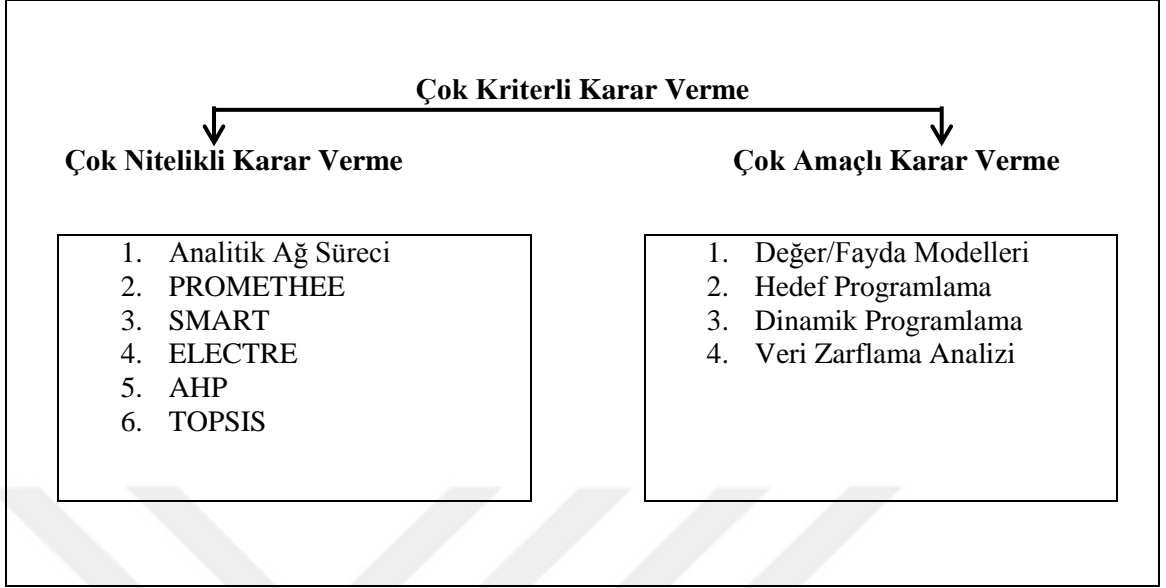 Çok Kriterli Karar Verme
Çok Nitelikli Karar Verme
Çok Amaçlı Karar Verme
1. Analitik Ağ Süreci
2. PROMETHEE
3. SMART
4. ELECTRE
5. AHP
6. TOPSIS
1. Değer/Fayda Modelleri
2. Hedef Programlama
3. Dinamik Programlama
4. Veri Zarflama Analizi